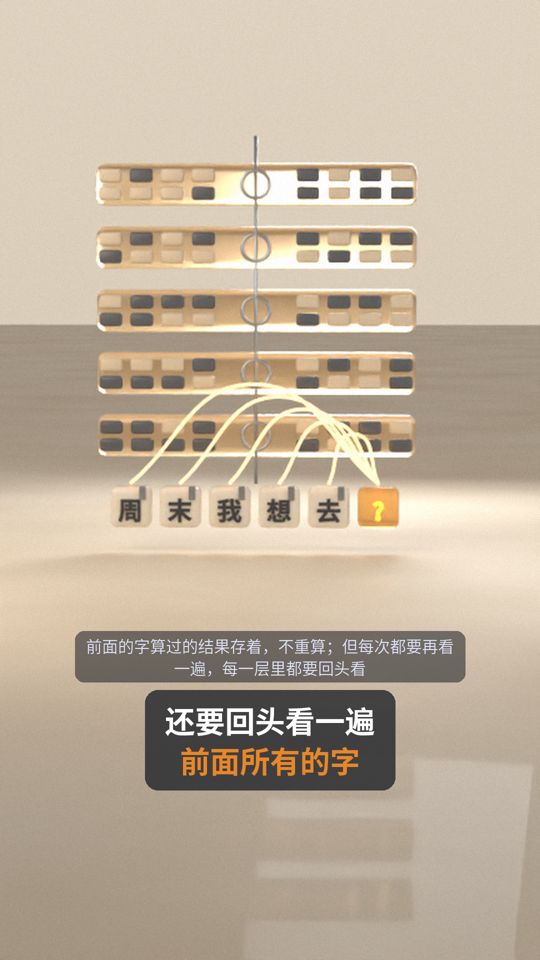 周 末 我 想 去 ?
前面的字算过的结果存着，不重算；但每次都要再看
一遍，每一层里都要回头看
还要回头看一遍
前面所有的字